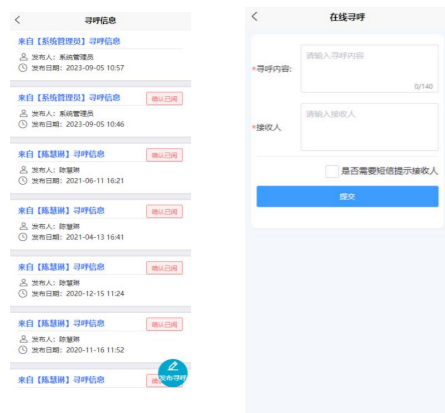 寻呼信息
来自【系统管理员】寻呼信息
发布人：系统管理员
发布日期：2023-09-05 10:57
来自【系统管理员】寻呼信息 确认已阅
发布人：系统管理员
发布日期：2023-09-05 10:46
来自【陈慧琳】寻呼信息 确认已阅
发布人：陈慧琳
发布日期：2021-06-11 16:21
来自【陈慧琳】寻呼信息 确认已阅
发布人：陈慧琳
发布日期：2021-04-13 16:41
来自【陈慧琳】寻呼信息 确认已阅
发布人：陈慧琳
发布日期：2020-12-15 11:24
来自【陈慧琳】寻呼信息 确认已阅
发布人：陈慧琳
发布日期：2020-11-16 11:52
来自【陈慧琳】寻呼信息
发布寻呼
在线寻呼
*寻呼内容: 请输入寻呼内容
0/140
*接收人 请输入接收人
是否需要短信提示接收人
提交